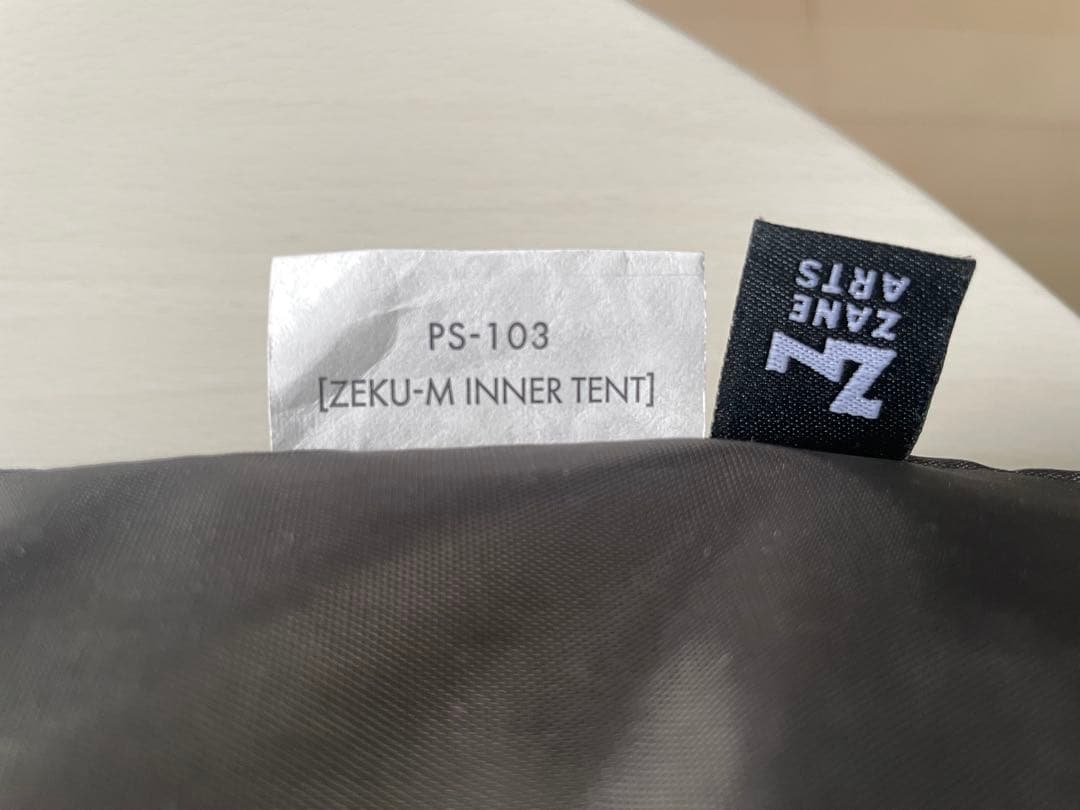 PS-103
[ZEKU-M INNER TENT]
ZANE
ARTS